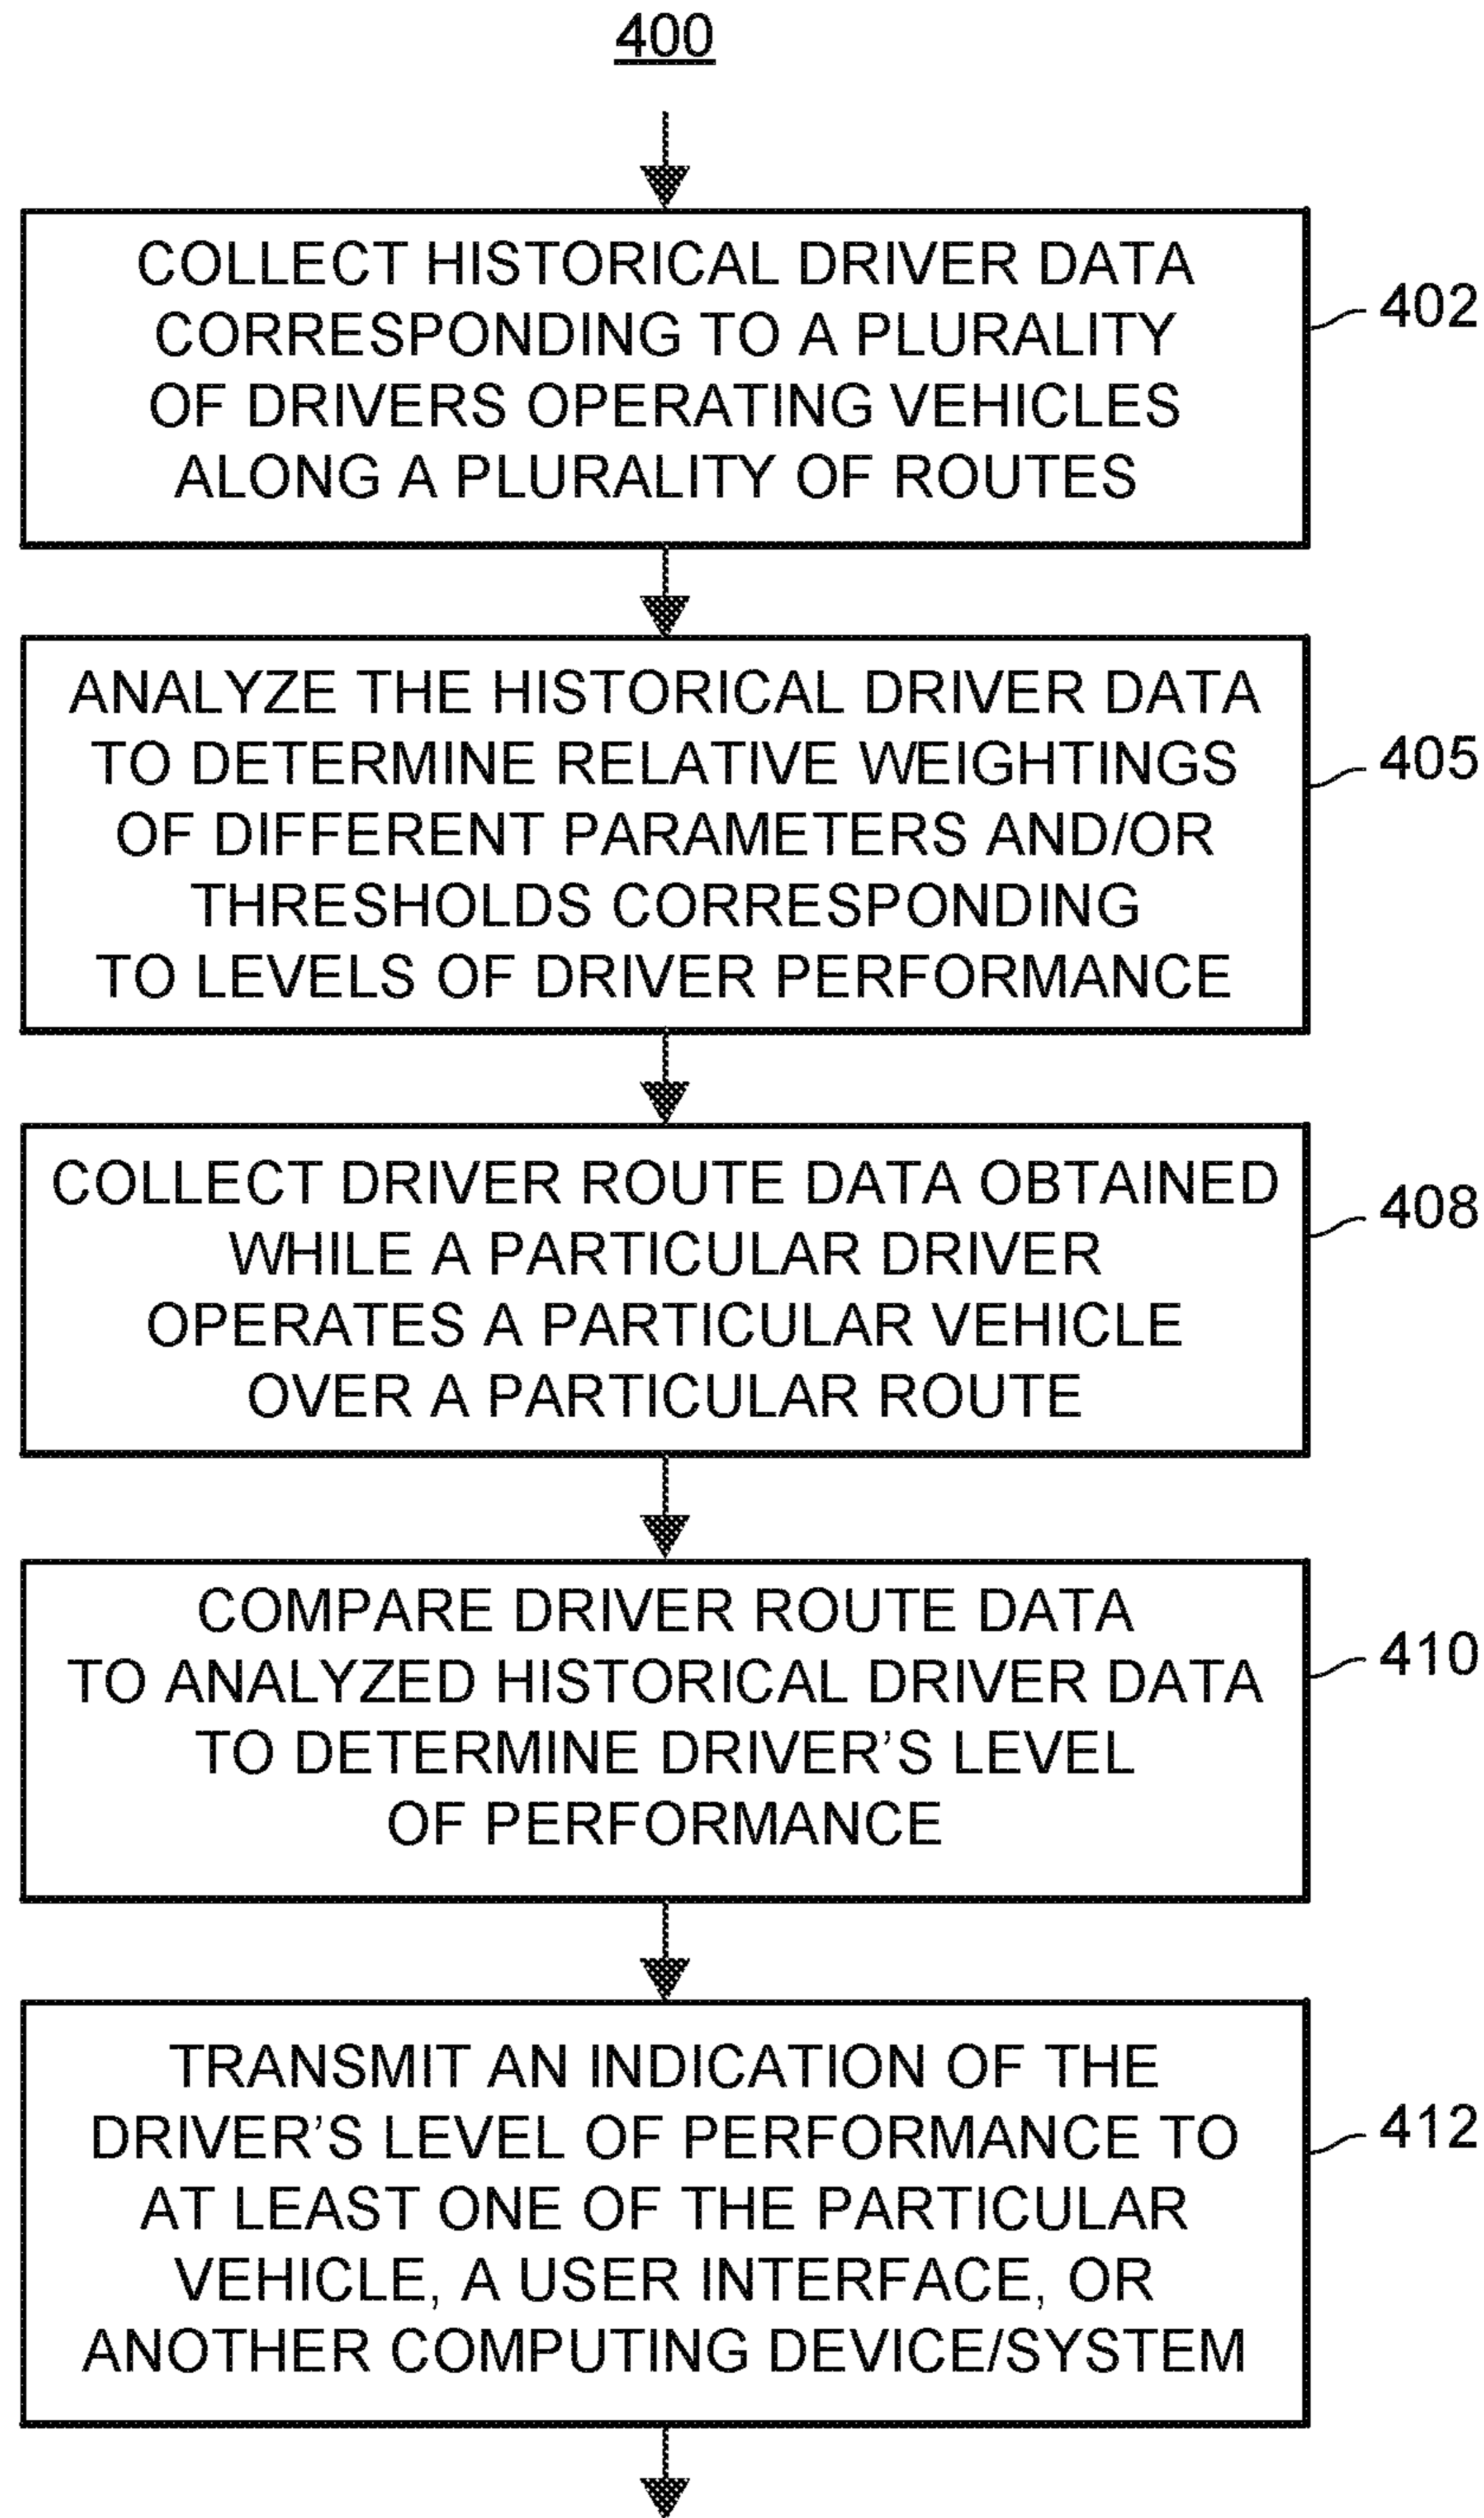 400
COLLECT HISTORICAL DRIVER DATA
CORRESPONDING TO A PLURALITY
OF DRIVERS OPERATING VEHICLES
ALONG A PLURALITY OF ROUTES
402
ANALYZE THE HISTORICAL DRIVER DATA
TO DETERMINE RELATIVE WEIGHTINGS
OF DIFFERENT PARAMETERS AND/OR
THRESHOLDS CORRESPONDING
TO LEVELS OF DRIVER PERFORMANCE
405
COLLECT DRIVER ROUTE DATA OBTAINED
WHILE A PARTICULAR DRIVER
OPERATES A PARTICULAR VEHICLE
OVER A PARTICULAR ROUTE
408
COMPARE DRIVER ROUTE DATA
TO ANALYZED HISTORICAL DRIVER DATA
TO DETERMINE DRIVER’S LEVEL
OF PERFORMANCE
410
TRANSMIT AN INDICATION OF THE
DRIVER’S LEVEL OF PERFORMANCE TO
AT LEAST ONE OF THE PARTICULAR
VEHICLE, A USER INTERFACE, OR
ANOTHER COMPUTING DEVICE/SYSTEM
412